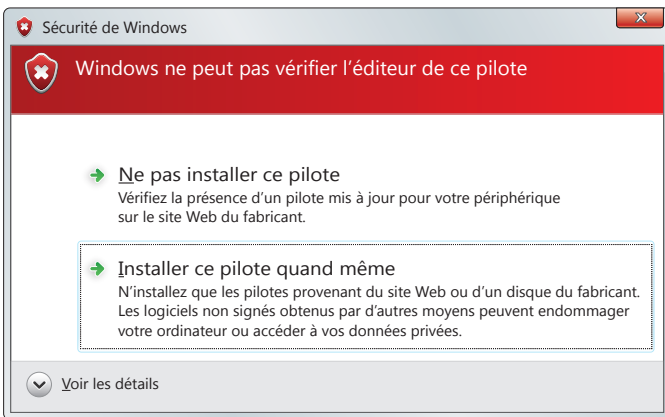 Sécurité de Windows
Windows ne peut pas vérifier l'éditeur de ce pilote
Ne pas installer ce pilote
Vérifiez la présence d'un pilote mis à jour pour votre périphérique
sur le site Web du fabricant.
Installer ce pilote quand même
N'installez que les pilotes provenant du site Web ou d'un disque du fabricant.
Les logiciels non signés obtenus par d'autres moyens peuvent endommager
votre ordinateur ou accéder à vos données privées.
Voir les détails